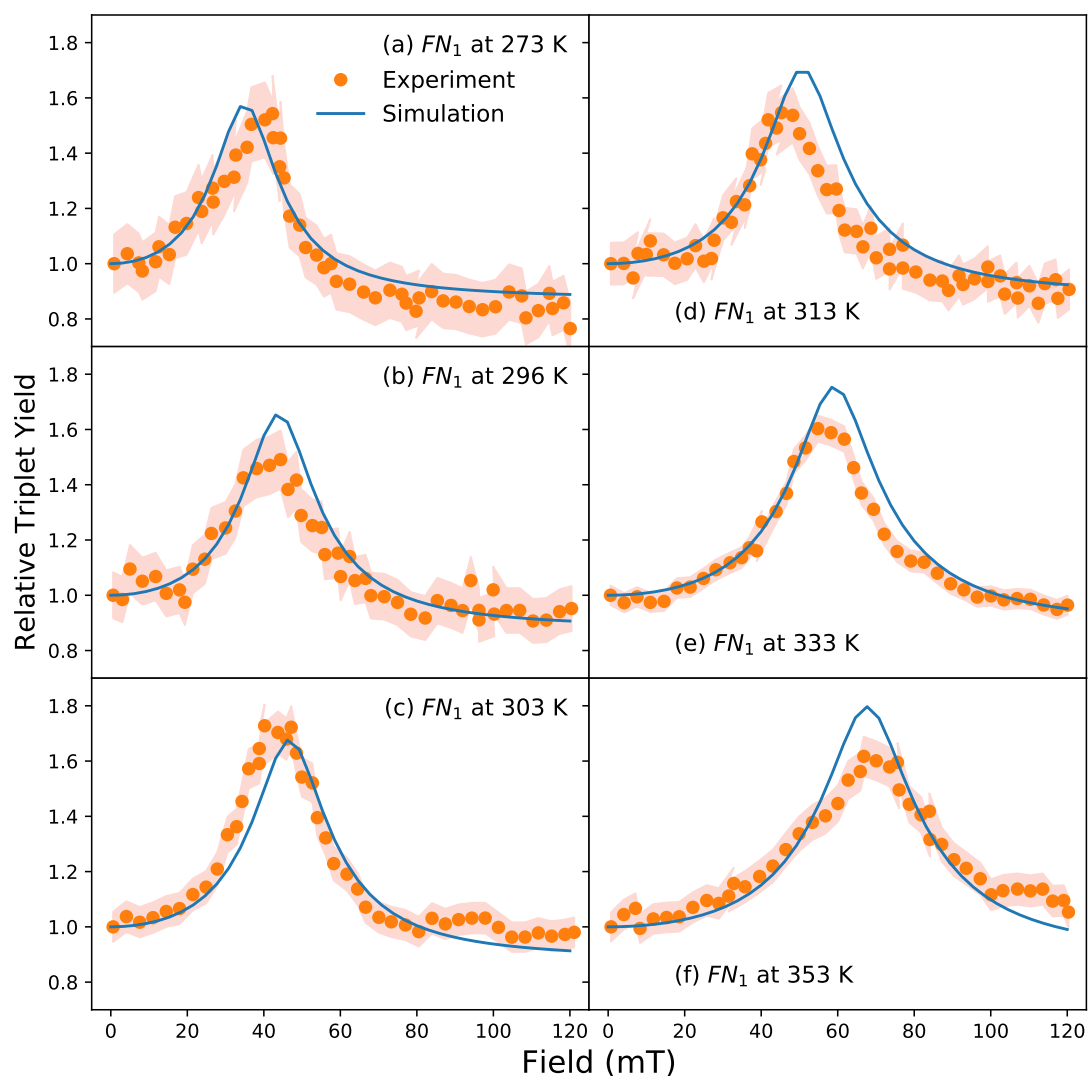 (a) FN₁ at 273 K
Experiment
Simulation
1.8
1.6
1.4
1.2
1.0
0.8
(d) FN₁ at 313 K
(b) FN₁ at 296 K
1.8
1.6
1.4
1.2
1.0
0.8
(e) FN₁ at 333 K
(c) FN₁ at 303 K
1.8
1.6
1.4
1.2
1.0
0.8
(f) FN₁ at 353 K
Relative Triplet Yield
0 20 40 60 80 100 120
0 20 40 60 80 100 120
Field (mT)